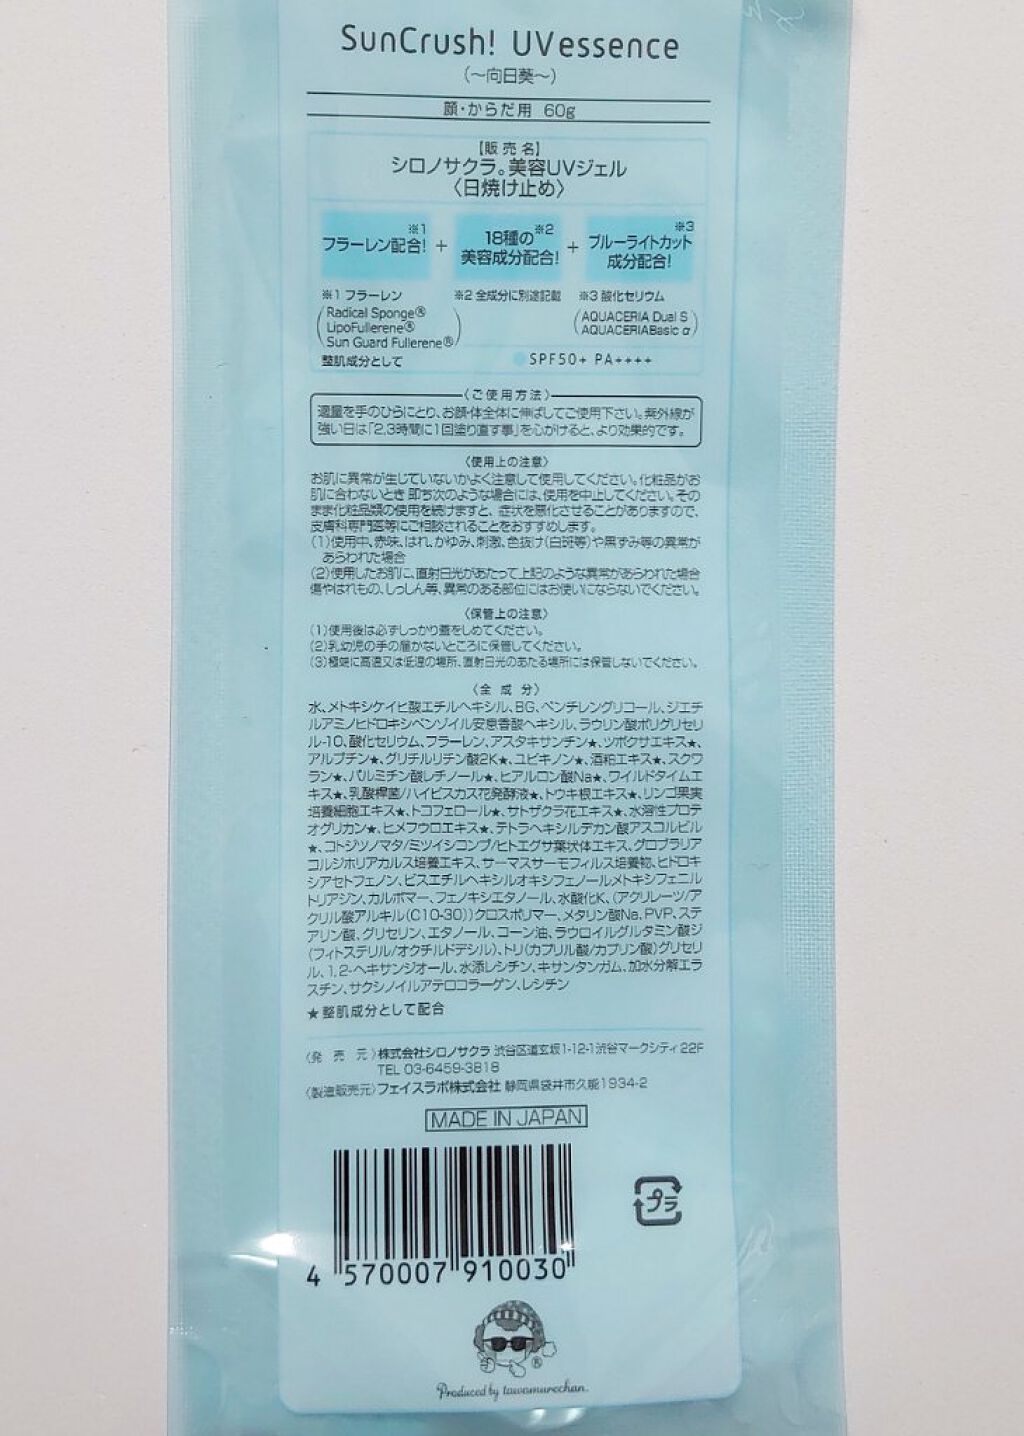 SunCrush! UVessence
(〜向日葵〜)
顔・からだ用 60g
【販売名】
シロノサクラ。美容UVジェル
〈日焼け止め〉
フラーレン配合!※1 + 18種の美容成分配合!※2 + ブルーライトカット成分配合!※3
※1 フラーレン ※2 全成分に別途記載 ※3 酸化セリウム
Radical Sponge®
LipoFullerene®
Sun Guard Fullerene®
(AQUACERIA Dual S
AQUACERIABasic α)
整肌成分として
SPF50+ PA++++
〈ご使用方法〉
適量を手のひらにとり、お顔・体全体に伸ばしてご使用下さい。紫外線が
強い日は「2,3時間に1回塗り直す事」を心がけると、より効果的です。
〈使用上の注意〉
お肌に異常が生じていないかよく注意して使用してください。化粧品がお
肌に合わないとき 即ち次のような場合には、使用を中止してください。その
まま化粧品類の使用を続けますと、症状を悪化させることがありますので、
皮膚科専門医等にご相談されることをおすすめします。
(1)使用中、赤味、はれ、かゆみ、刺激、色抜け(白斑等)や黒ずみ等の異常が
あらわれた場合
(2)使用したお肌に、直射日光があたって上記のような異常があらわれた場合
傷やはれもの、しっしん等、異常のある部位にはお使いにならないでください。
〈保管上の注意〉
(1)使用後は必ずしっかり蓋をしめてください。
(2)乳幼児の手の届かないところに保管してください。
(3)極端に高温又は低温の場所、直射日光のあたる場所には保管しないでください。
〈全成分〉
水、メトキシケイヒ酸エチルヘキシル、BG、ペンチレングリコール、ジエチ
ルアミノヒドロキシベンゾイル安息香酸ヘキシル、ラウリン酸ポリグリセリ
ル-10、酸化セリウム、フラーレン、アスタキサンチン★、ツボクサエキス★、
アルブチン★、グリチルリチン酸2K★、ユビキノン★、酒粕エキス★、スクワ
ラン★、パルミチン酸レチノール★、ヒアルロン酸Na★、ワイルドタイムエ
キス★、乳酸桿菌/ハイビスカス花発酵液★、トウキ根エキス★、リンゴ果実
培養細胞エキス★、トコフェロール★、サトザクラ花エキス★、水溶性プロテ
オグリカン★、ヒメフウロエキス★、テトラヘキシルデカン酸アスコルビル
★、コトジツノマタ/ミツイシコンブ/ヒトエグサ葉状体エキス、グロブラリア
コルジホリアカルス培養エキス、サーマスサーモフィルス培養物、ヒドロキ
シアセトフェノン、ビスエチルヘキシルオキシフェノールメトキシフェニル
トリアジン、カルボマー、フェノキシエタノール、水酸化K、(アクリレーツ/ア
クリル酸アルキル(C10-30))クロスポリマー、メタリン酸Na、PVP、ステ
アリン酸、グリセリン、エタノール、コーン油、ラウロイルグルタミン酸ジ
(フィトステリル/オクチルドデシル)、トリ(カプリル酸/カプリン酸)グリセリ
ル、1,2-ヘキサンジオール、水添レシチン、キサンタンガム、加水分解エラ
スチン、サクシノイルアテロコラーゲン、レシチン
★整肌成分として配合
〈発 売 元〉株式会社シロノサクラ 渋谷区道玄坂1-12-1渋谷マークシティ22F
TEL 03-6459-3818
〈製造販売元〉フェイスラボ株式会社 静岡県袋井市久能1934-2
MADE IN JAPAN
プラ
4 570007 910030
®
Produced by tawamurechan.